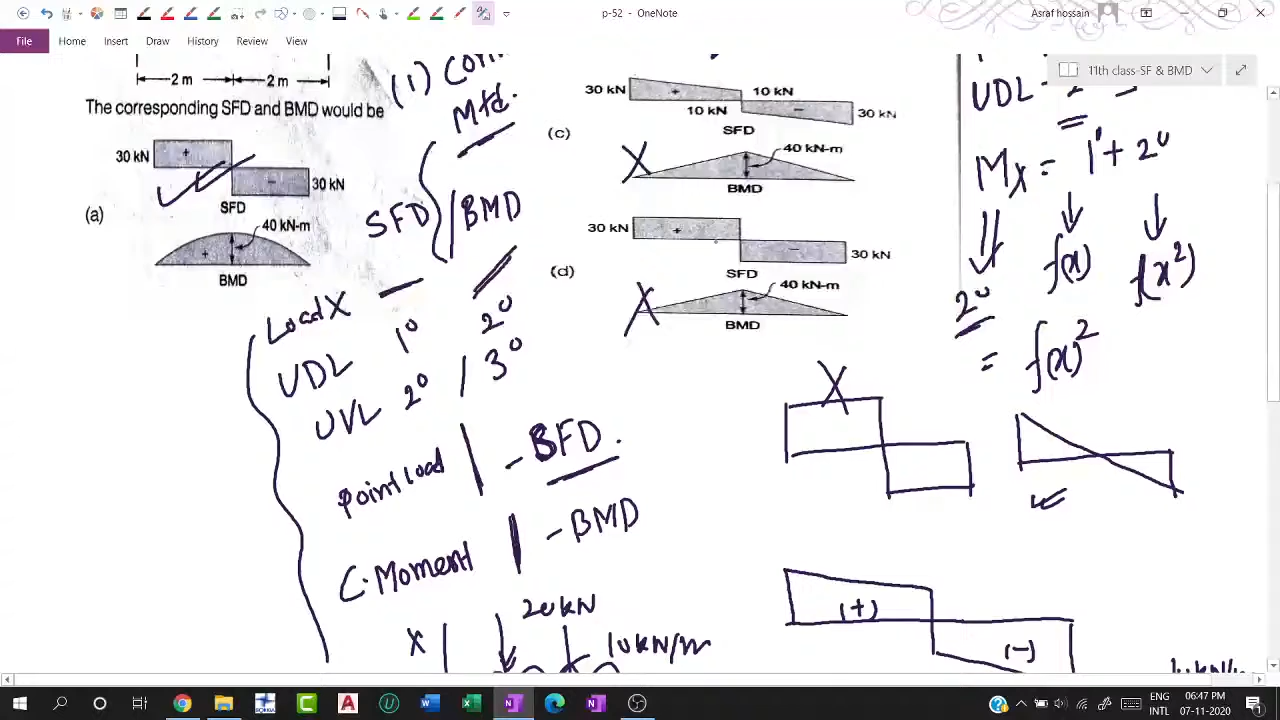 p-52 - OneNote
Asraf hossain
File
Home
Insert
Draw
History
Review
View
11th class SF & BMD
2 m
2 m
The corresponding SFD and BMD would be
30 kN
+
−
30 kN
SFD
(a)
40 kN-m
+
BMD
(1)
Mtd.
SFD / BMD
Load X
UDL 1° 2°
UVL 2° / 3°
Point load | - SFD.
C. Moment | - BMD
20 kN
X
10 kN/m
30 kN
+
10 kN
10 kN
−
30 kN
(c)
SFD
X
40 kN-m
BMD
30 kN
+
−
30 kN
(d)
SFD
X
40 kN-m
BMD
UDL -
Mx = 1° + 2°
f(x)
f(x²)
2°
= f(x)²
X
(+)
(−)
ENG
INTL
06:47 PM
07-11-2020